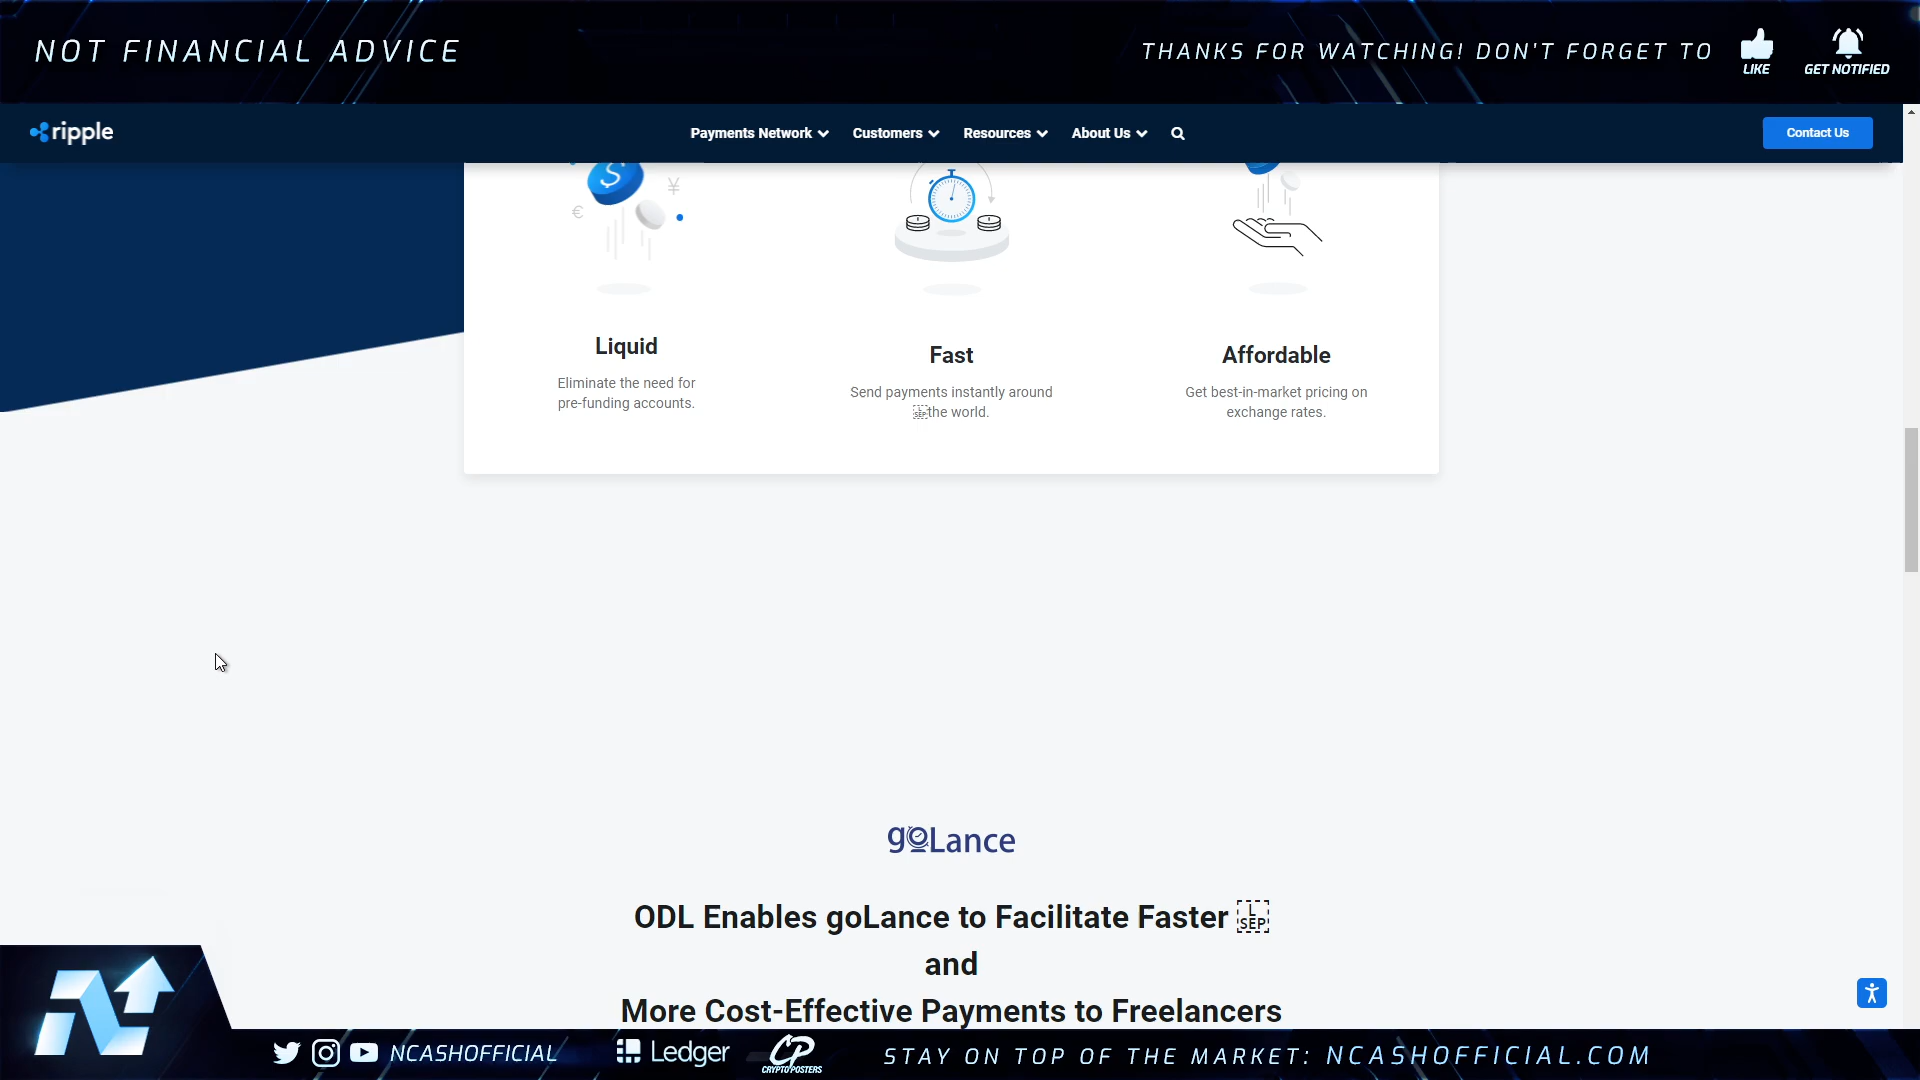 NOT FINANCIAL ADVICE
THANKS FOR WATCHING! DON'T FORGET TO
LIKE
GET NOTIFIED
ripple
Payments Network
Customers
Resources
About Us
Contact Us
$
¥
€
Liquid
Eliminate the need for
pre-funding accounts.
Fast
Send payments instantly around
L SEP the world.
Affordable
Get best-in-market pricing on
exchange rates.
goLance
ODL Enables goLance to Facilitate Faster L SEP
and
More Cost-Effective Payments to Freelancers
N
NCASHOFFICIAL
Ledger
CP
CRYPTO POSTERS
STAY ON TOP OF THE MARKET: NCASHOFFICIAL.COM